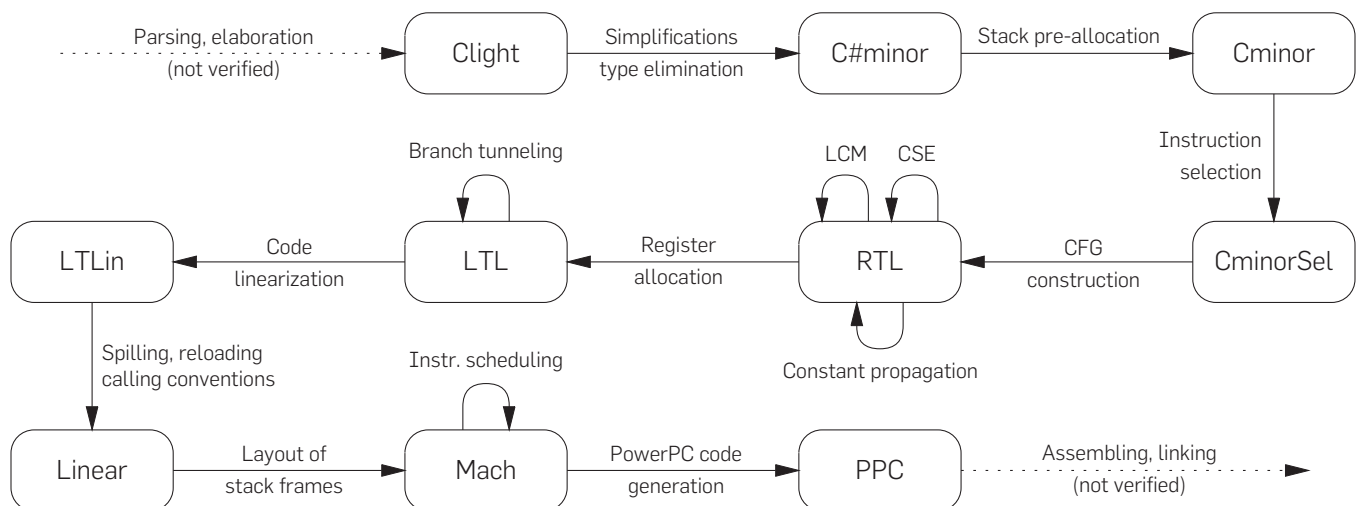 Parsing, elaboration
(not verified)
Clight
Simplifications
type elimination
C#minor
Stack pre-allocation
Cminor
Instruction
selection
Branch tunneling
LCM
CSE
LTLin
Code
linearization
LTL
Register
allocation
RTL
CFG
construction
CminorSel
Spilling, reloading
calling conventions
Instr. scheduling
Constant propagation
Linear
Layout of
stack frames
Mach
PowerPC code
generation
PPC
Assembling, linking
(not verified)